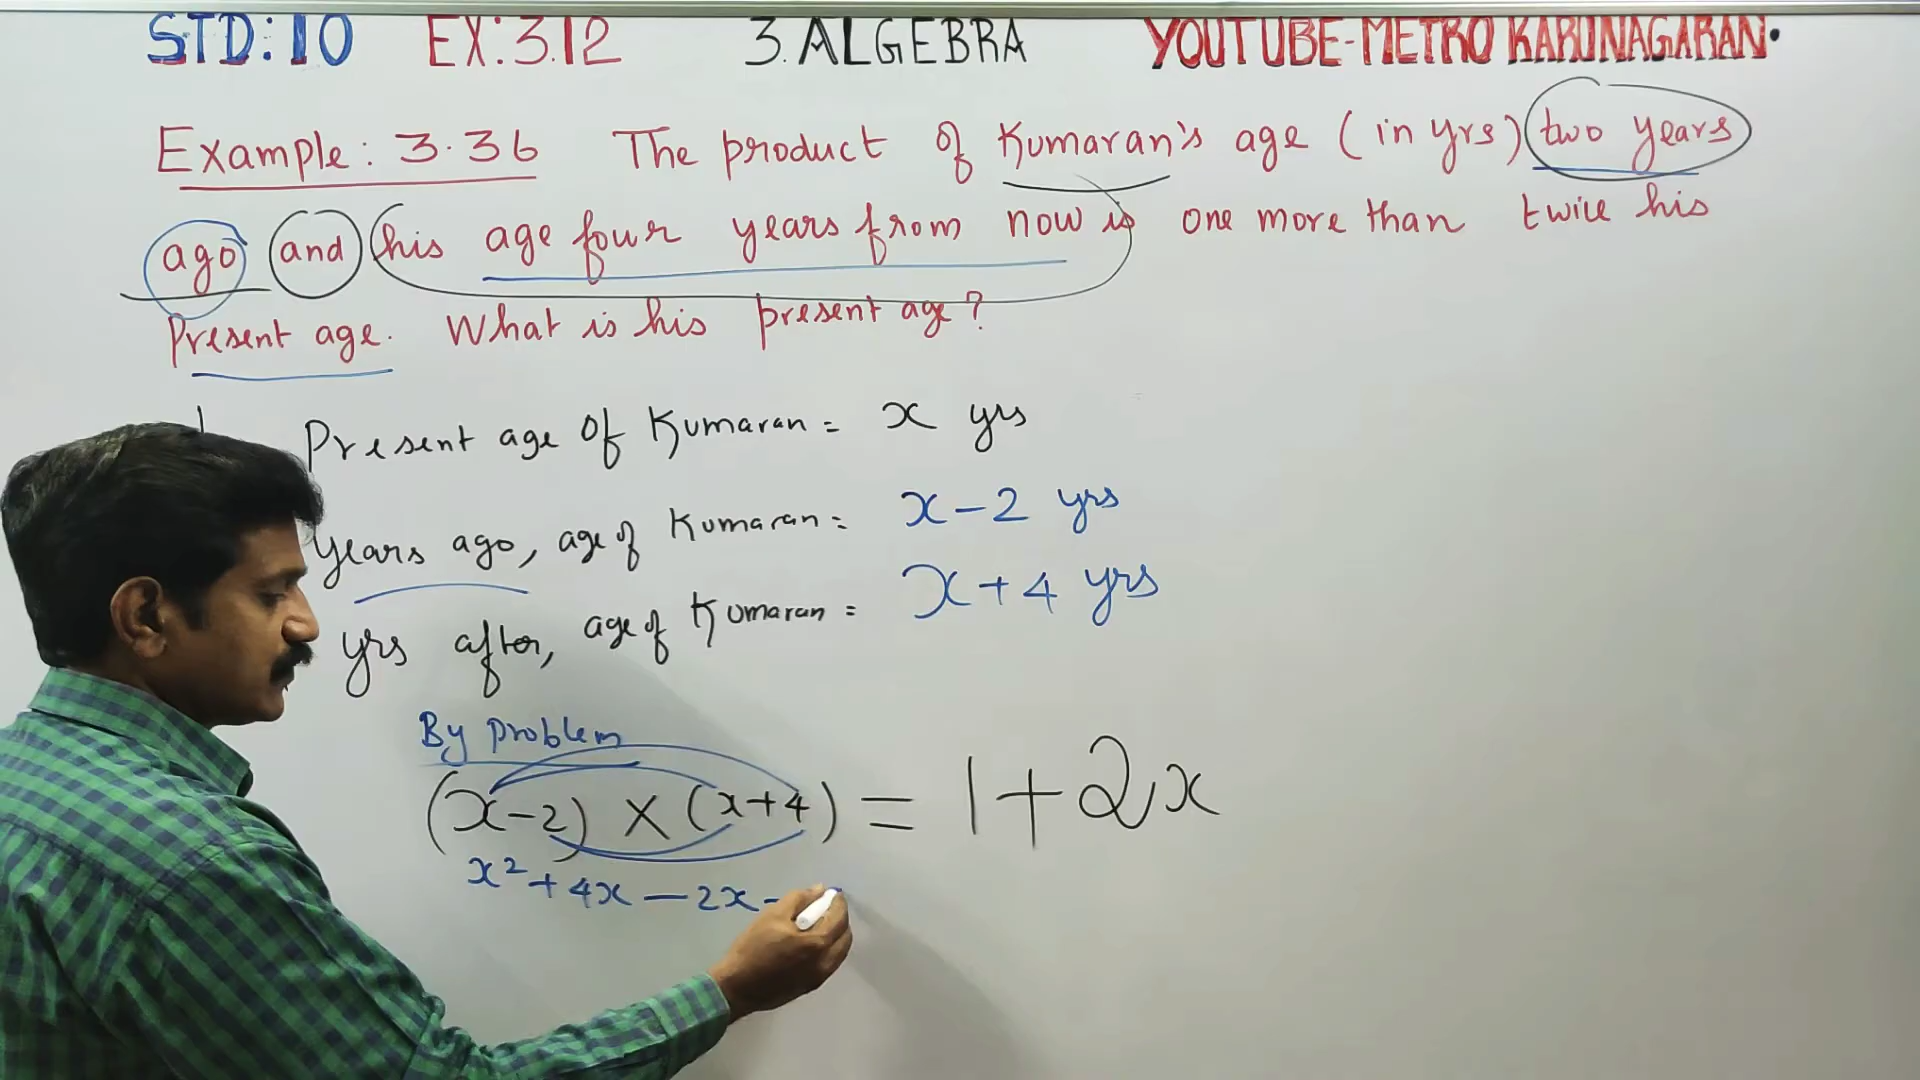 STD:10 EX:3.12 3.ALGEBRA YOUTUBE-METRO KARUNAGARAN.
Example: 3.36 The product of Kumaran's age (in yrs) two years
ago and his age four years from now is one more than twice his
Present age. What is his present age?
Present age of Kumaran = x yrs
years ago, age of Kumaran = x-2 yrs
yrs after, age of Kumaran = x+4 yrs
By problem
(x-2) × (x+4) = 1+2x
x²+4x-2x-